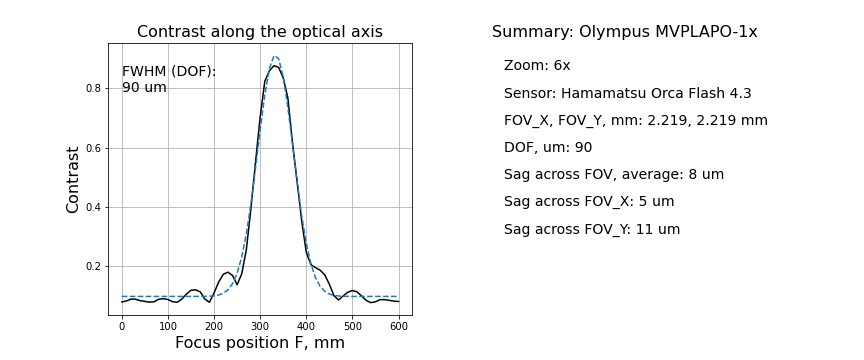 Contrast along the optical axis
FWHM (DOF):
90 um
Contrast
0.8
0.6
0.4
0.2
0 100 200 300 400 500 600
Focus position F, mm
Summary: Olympus MVPLAPO-1x
Zoom: 6x
Sensor: Hamamatsu Orca Flash 4.3
FOV_X, FOV_Y, mm: 2.219, 2.219 mm
DOF, um: 90
Sag across FOV, average: 8 um
Sag across FOV_X: 5 um
Sag across FOV_Y: 11 um